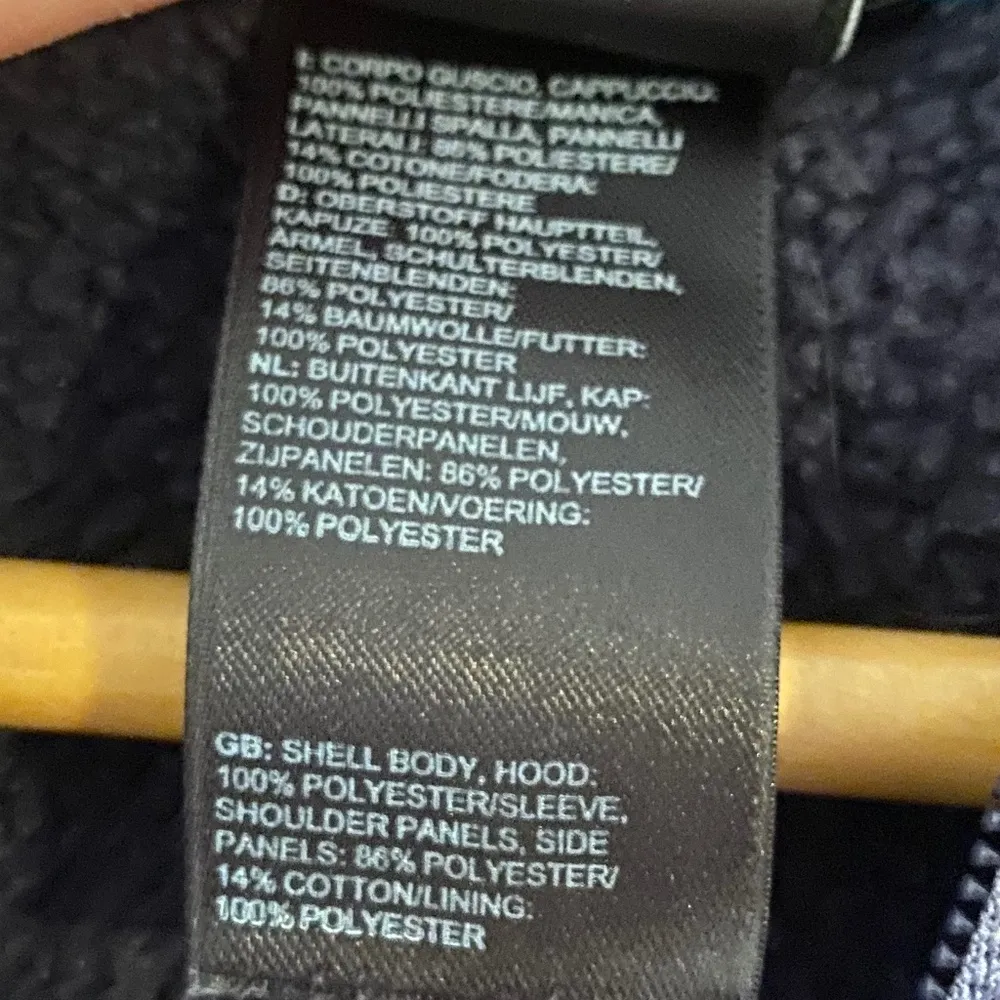 I: CORPO GUSCIO, CAPPUCCIO:
100% POLIESTERE/MANICA,
PANNELLI SPALLA, PANNELLI
LATERALI: 86% POLIESTERE/
14% COTONE/FODERA:
100% POLIESTERE
D: OBERSTOFF HAUPTTEIL,
KAPUZE: 100% POLYESTER/
ÄRMEL, SCHULTERBLENDEN,
SEITENBLENDEN:
86% POLYESTER/
14% BAUMWOLLE/FUTTER:
100% POLYESTER
NL: BUITENKANT LIJF, KAP:
100% POLYESTER/MOUW,
SCHOUDERPANELEN,
ZIJPANELEN: 86% POLYESTER/
14% KATOEN/VOERING:
100% POLYESTER
GB: SHELL BODY, HOOD:
100% POLYESTER/SLEEVE,
SHOULDER PANELS, SIDE
PANELS: 86% POLYESTER/
14% COTTON/LINING:
100% POLYESTER